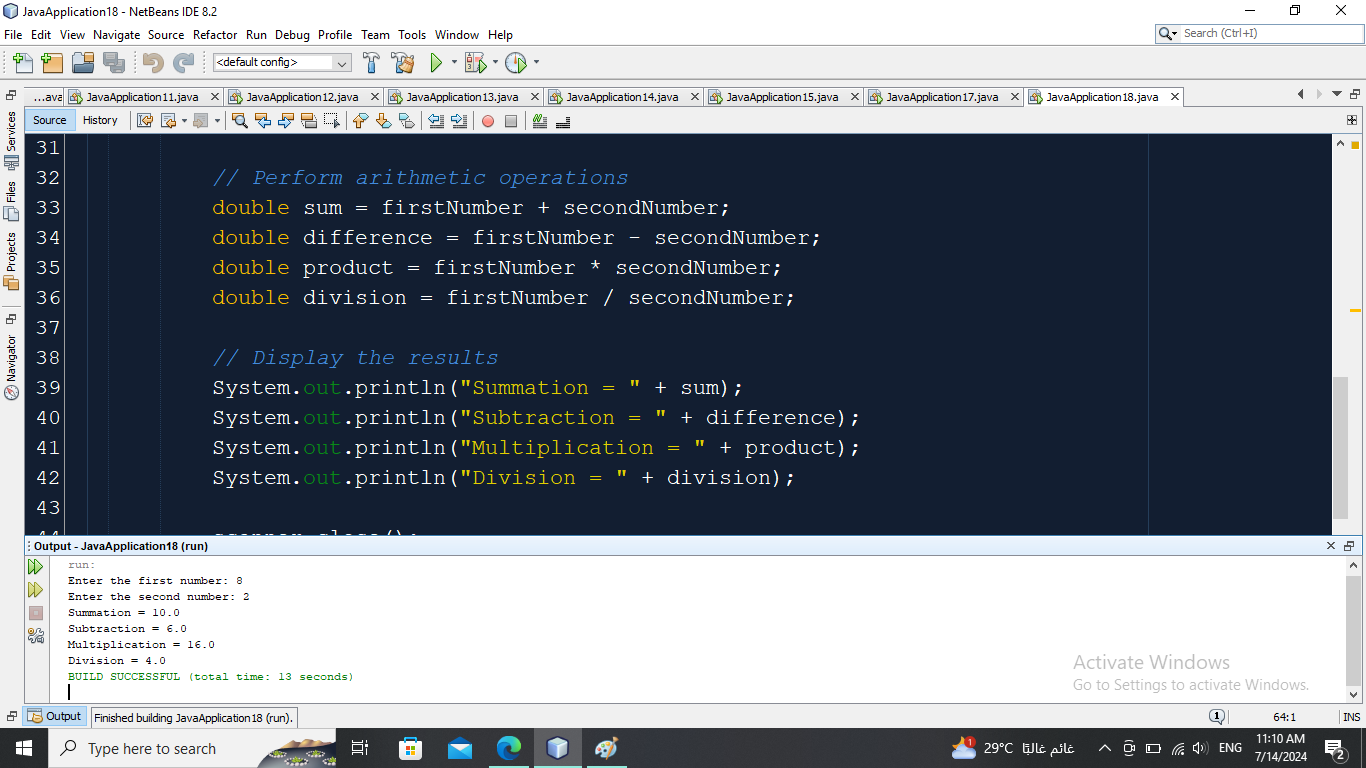 JavaApplication18 - NetBeans IDE 8.2
File Edit View Navigate Source Refactor Run Debug Profile Team Tools Window Help
Search (Ctrl+I)
<default config>
...ava JavaApplication11.java JavaApplication12.java JavaApplication13.java JavaApplication14.java JavaApplication15.java JavaApplication17.java JavaApplication18.java
Source History
Services
Files
Projects
Navigator
31
32 // Perform arithmetic operations
33 double sum = firstNumber + secondNumber;
34 double difference = firstNumber - secondNumber;
35 double product = firstNumber * secondNumber;
36 double division = firstNumber / secondNumber;
37
38 // Display the results
39 System.out.println("Summation = " + sum);
40 System.out.println("Subtraction = " + difference);
41 System.out.println("Multiplication = " + product);
42 System.out.println("Division = " + division);
43
Output - JavaApplication18 (run)
run:
Enter the first number: 8
Enter the second number: 2
Summation = 10.0
Subtraction = 6.0
Multiplication = 16.0
Division = 4.0
BUILD SUCCESSFUL (total time: 13 seconds)
Activate Windows
Go to Settings to activate Windows.
Output Finished building JavaApplication18 (run). 1 64:1 INS
Type here to search
1 29°C غائم غالبًا ENG 11:10 AM
7/14/2024 2